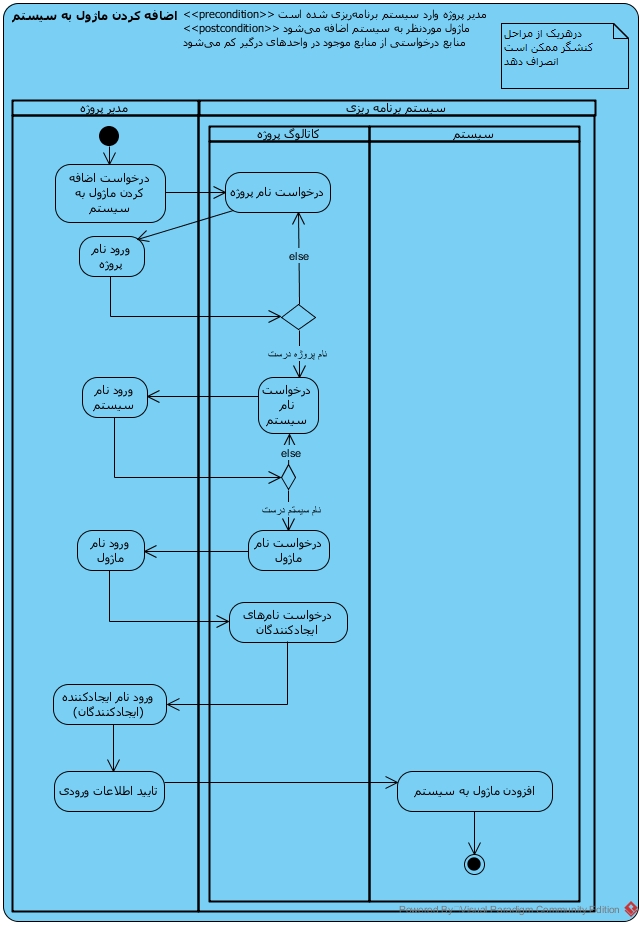 اضافه کردن ماژول به سیستم
<<precondition>> مدیر پروژه وارد سیستم برنامه‌ریزی شده است
<<postcondition>> ماژول موردنظر به سیستم اضافه می‌شود
منابع درخواستی از منابع موجود در واحدهای درگیر کم می‌شود
درهریک از مراحل
کنشگر ممکن است
انصراف دهد
مدیر پروژه
سیستم برنامه ریزی
کاتالوگ پروژه
سیستم
درخواست اضافه
کردن ماژول به
سیستم
درخواست نام پروژه
ورود نام
پروژه
else
نام پروژه درست
درخواست
نام
سیستم
ورود نام
سیستم
else
نام سیستم درست
درخواست نام
ماژول
ورود نام
ماژول
درخواست نام‌های
ایجادکنندگان
ورود نام ایجادکننده
(ایجادکنندگان)
تایید اطلاعات ورودی
افزودن ماژول به سیستم
Powered By Visual Paradigm Community Edition